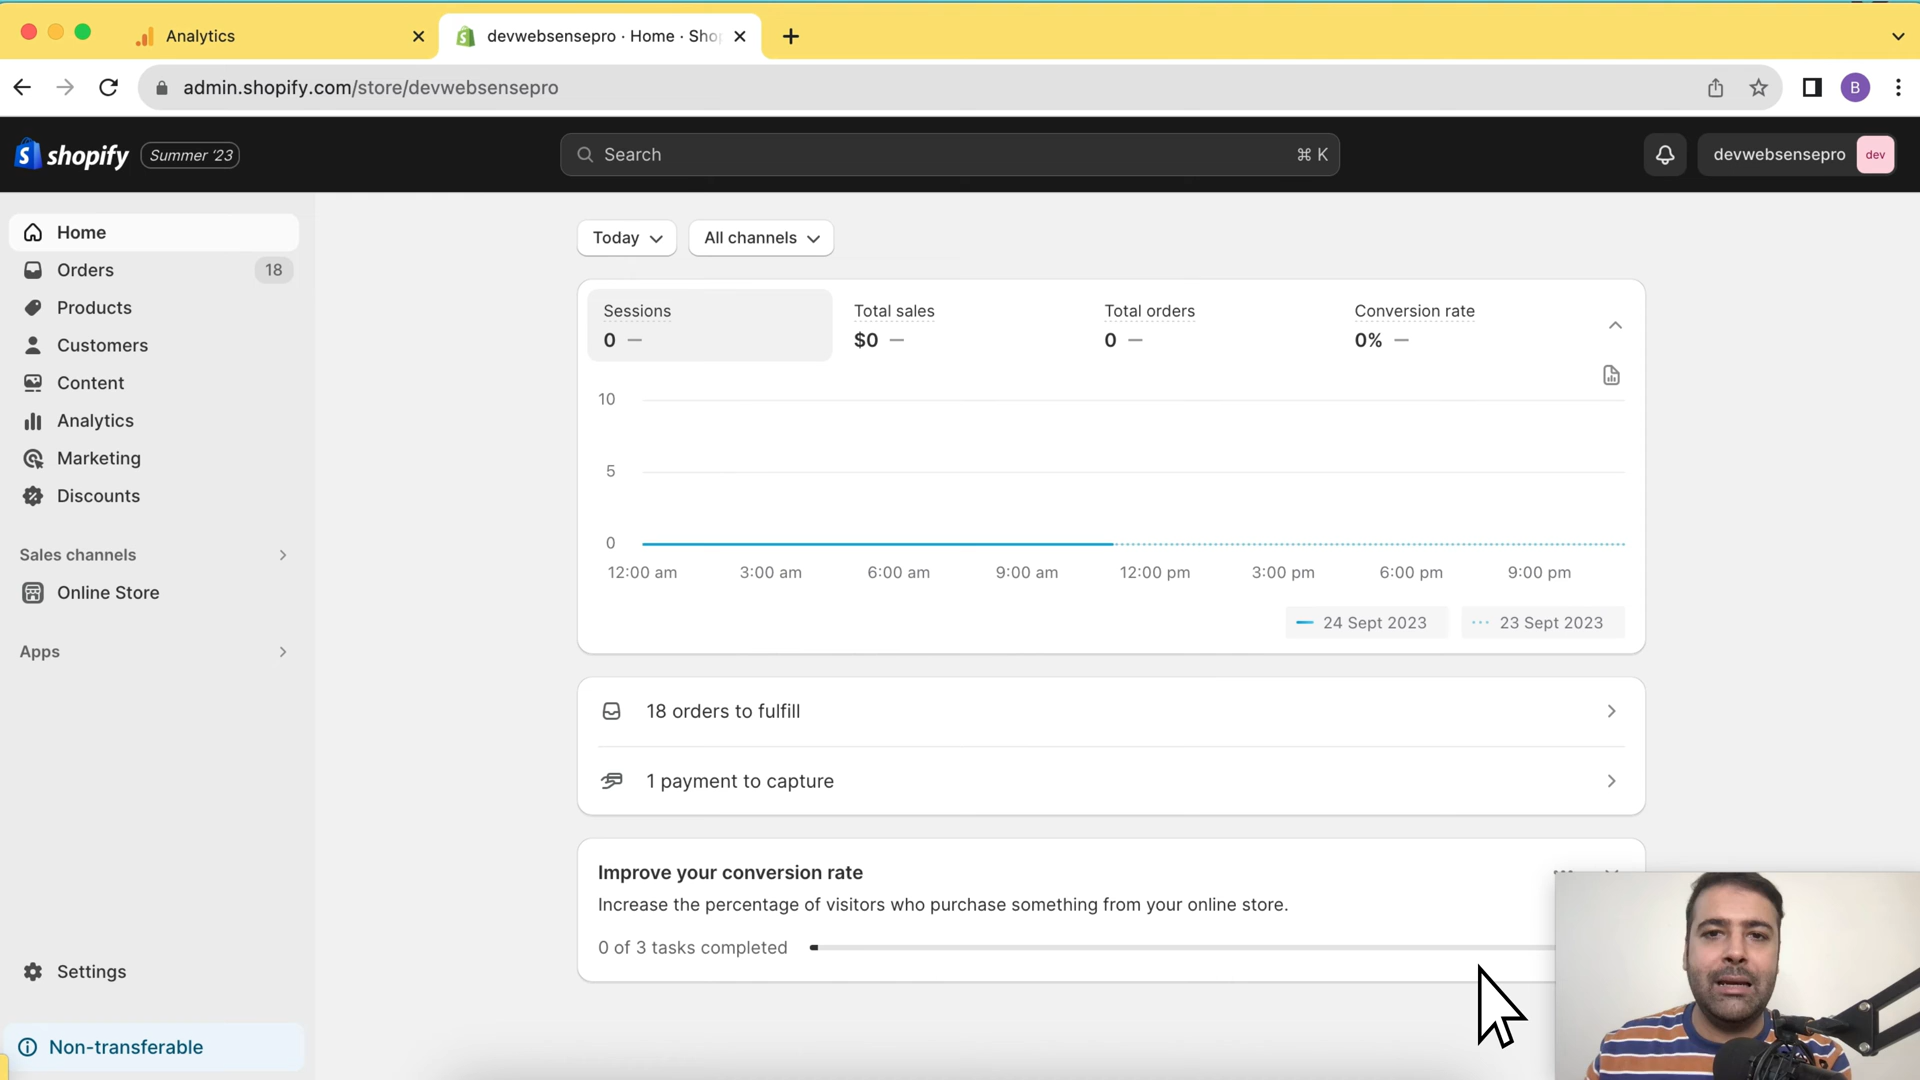 Analytics
devwebsensepro · Home · Sho
admin.shopify.com/store/devwebsensepro
B
shopify
Summer '23
Search
⌘ K
devwebsensepro
dev
Home
Orders
18
Products
Customers
Content
Analytics
Marketing
Discounts
Sales channels
Online Store
Apps
Settings
Non-transferable
Today
All channels
Sessions
0 —
Total sales
$0 —
Total orders
0 —
Conversion rate
0% —
10
5
0
12:00 am
3:00 am
6:00 am
9:00 am
12:00 pm
3:00 pm
6:00 pm
9:00 pm
24 Sept 2023
23 Sept 2023
18 orders to fulfill
1 payment to capture
Improve your conversion rate
Increase the percentage of visitors who purchase something from your online store.
0 of 3 tasks completed